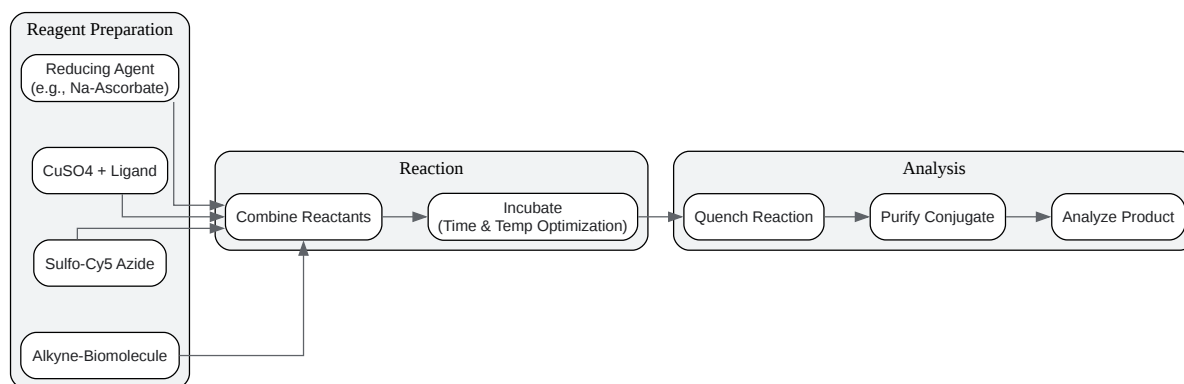 Reagent Preparation
Reducing Agent
(e.g., Na-Ascorbate)
CuSO4 + Ligand
Sulfo-Cy5 Azide
Alkyne-Biomolecule
Reaction
Combine Reactants
Incubate
(Time & Temp Optimization)
Analysis
Quench Reaction
Purify Conjugate
Analyze Product